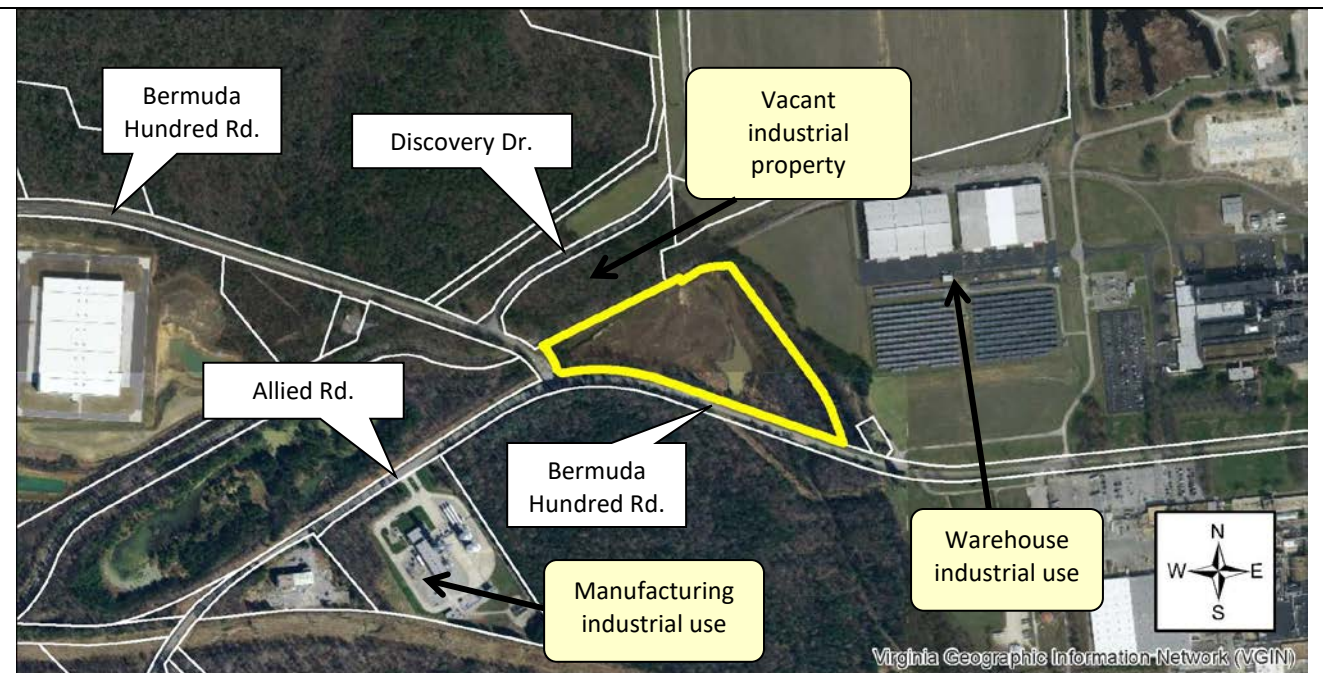 Bermuda
Hundred Rd.
Discovery Dr.
Vacant
industrial
property
Allied Rd.
Bermuda
Hundred Rd.
Manufacturing
industrial use
Warehouse
industrial use
N
W E
S
Virginia Geographic Information Network (VGIN)